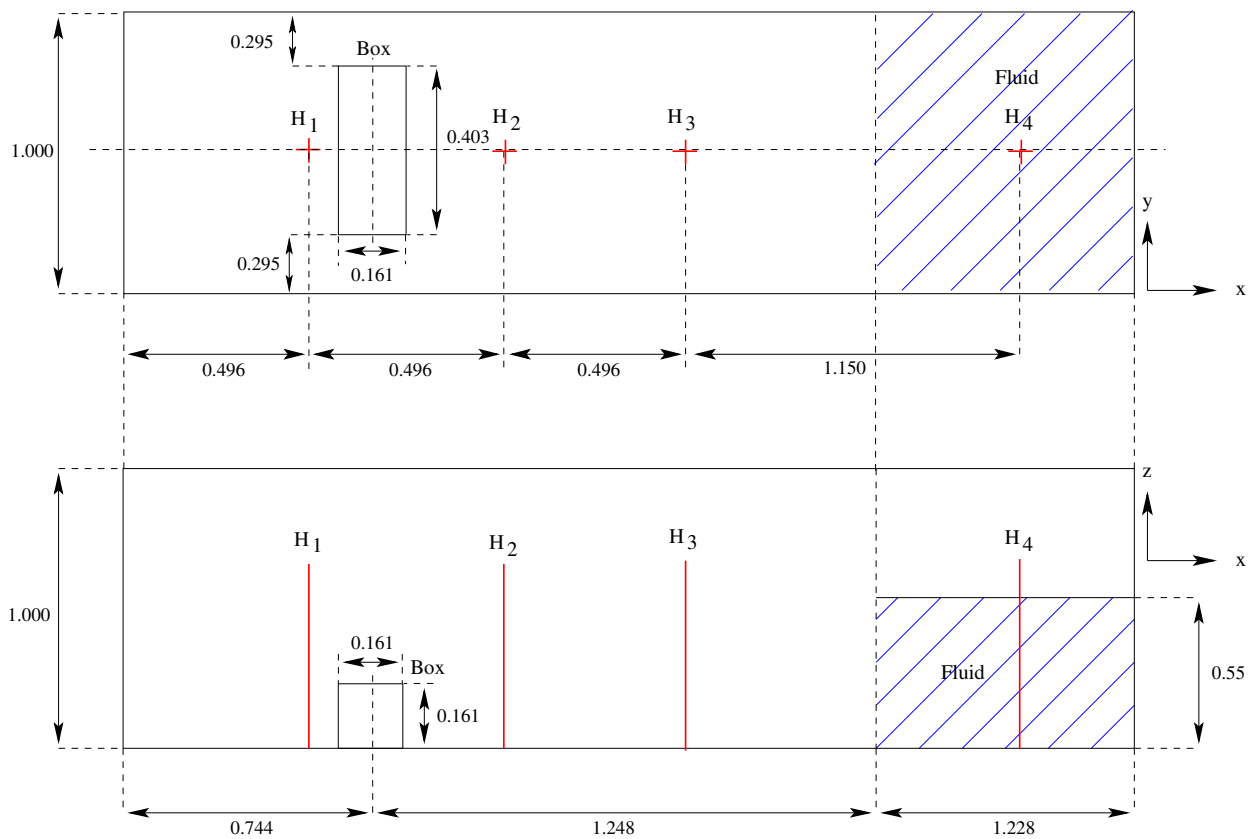 0.295
Box
Fluid
H1
H2
H3
H4
0.403
1.000
y
0.295
0.161
x
0.496
0.496
0.496
1.150
z
H1
H2
H3
H4
x
1.000
0.161
Box
Fluid
0.55
0.161
0.744
1.248
1.228